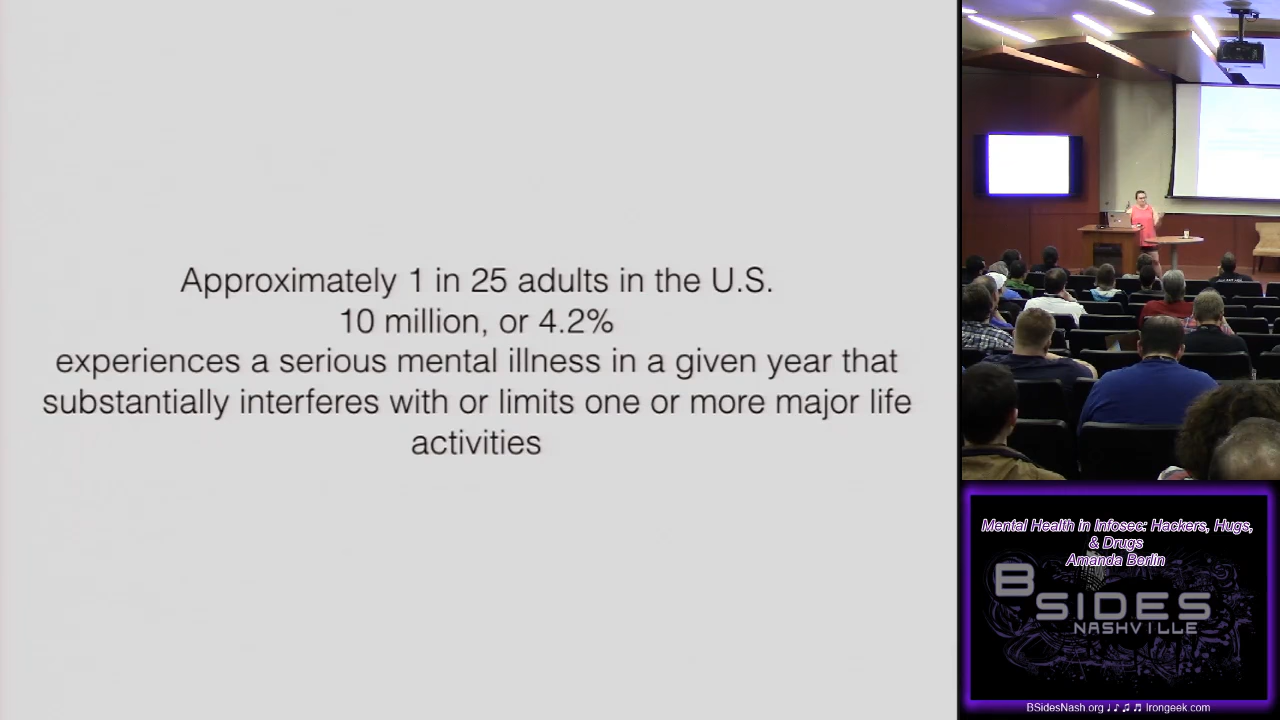 Approximately 1 in 25 adults in the U.S.
10 million, or 4.2%
experiences a serious mental illness in a given year that
substantially interferes with or limits one or more major life
activities
Mental Health in Infosec: Hackers, Hugs,
& Drugs
Amanda Berlin
BSIDES
NASHVILLE
BSidesNash.org ♩ ♪ ♫ ♬ Irongeek.com